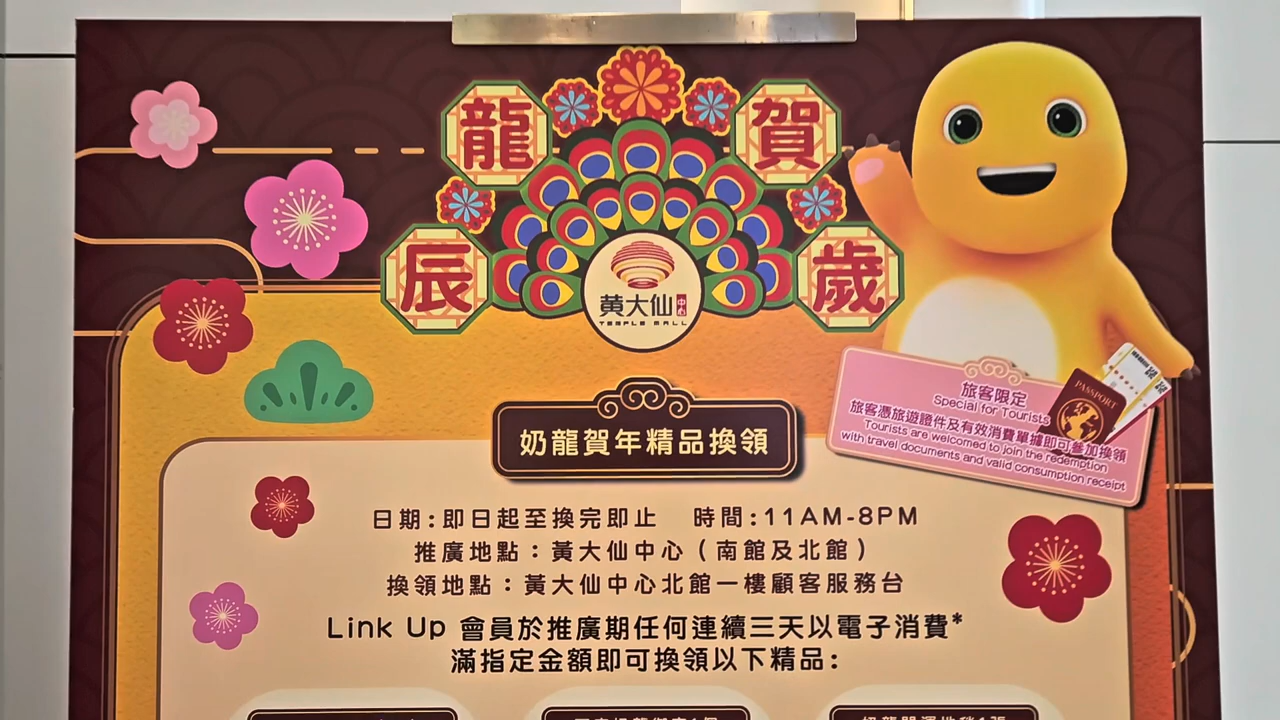 龍 賀
辰 歲
黃大仙中心
TEMPLE MALL
旅客限定
Special for Tourists
旅客憑旅遊證件及有效消費單據即可參加換領
Tourists are welcomed to join the redemption
with travel documents and valid consumption receipt
PASSPORT
奶龍賀年精品換領
日期:即日起至換完即止 時間:11AM-8PM
推廣地點:黃大仙中心(南館及北館)
換領地點:黃大仙中心北館一樓顧客服務台
Link Up 會員於推廣期任何連續三天以電子消費*
滿指定金額即可換領以下精品: